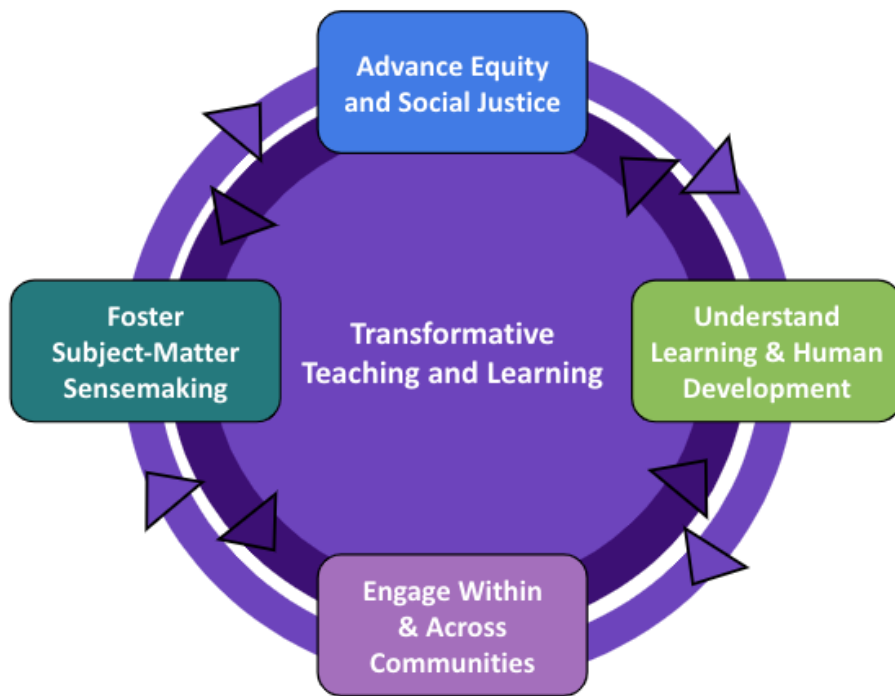 Advance Equity
and Social Justice
Foster
Subject-Matter
Sensemaking
Transformative
Teaching and Learning
Understand
Learning & Human
Development
Engage Within
& Across
Communities